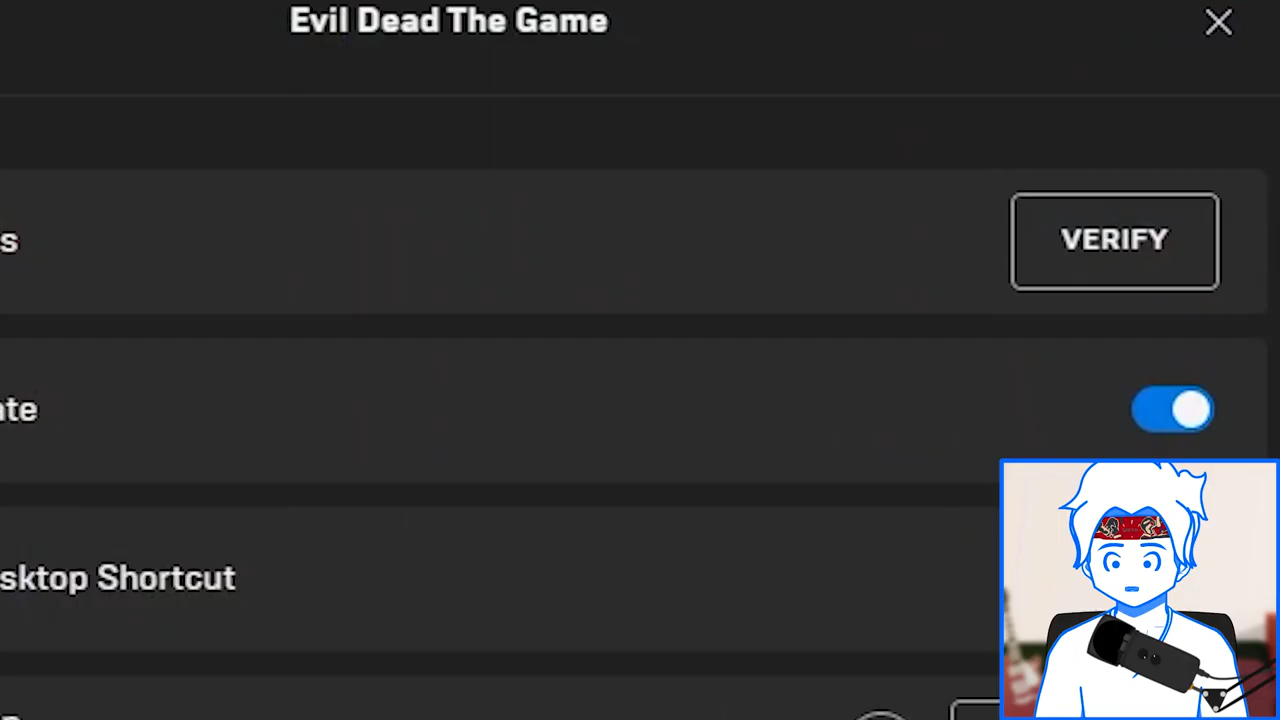 Evil Dead The Game
s
VERIFY
ate
sktop Shortcut